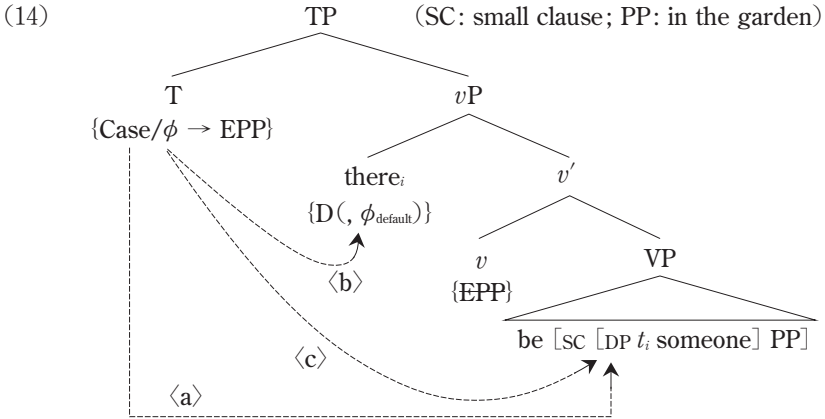 (14) TP (SC: small clause; PP: in the garden)
T vP
{Case/ϕ → EPP}
thereᵢ v′
{D(, ϕdefault)}
v VP
⟨b⟩ {EPP}
be [SC [DP tᵢ someone] PP]
⟨c⟩
⟨a⟩